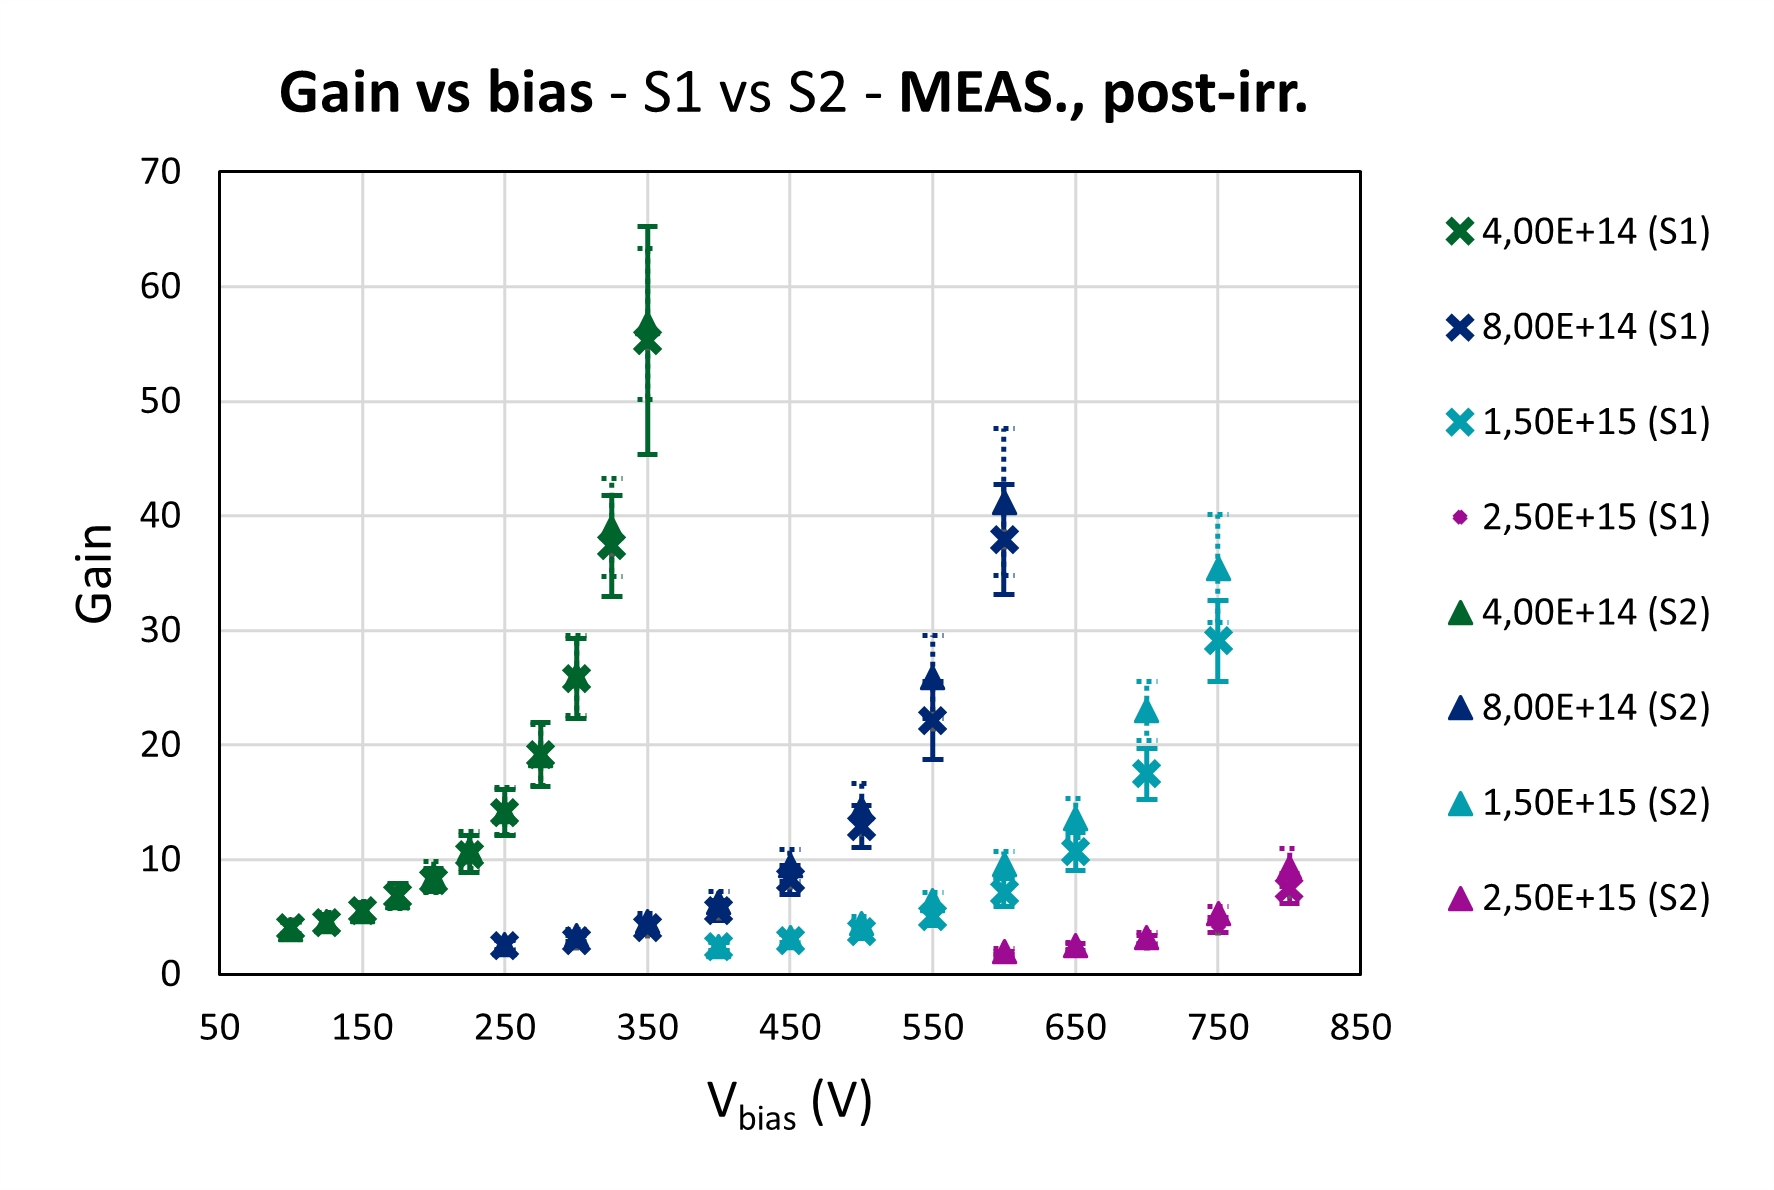 Gain vs bias - S1 vs S2 - MEAS., post-irr.
70
60
50
40
30
20
10
0
Gain
50 150 250 350 450 550 650 750 850
Vbias (V)
4,00E+14 (S1)
8,00E+14 (S1)
1,50E+15 (S1)
2,50E+15 (S1)
4,00E+14 (S2)
8,00E+14 (S2)
1,50E+15 (S2)
2,50E+15 (S2)